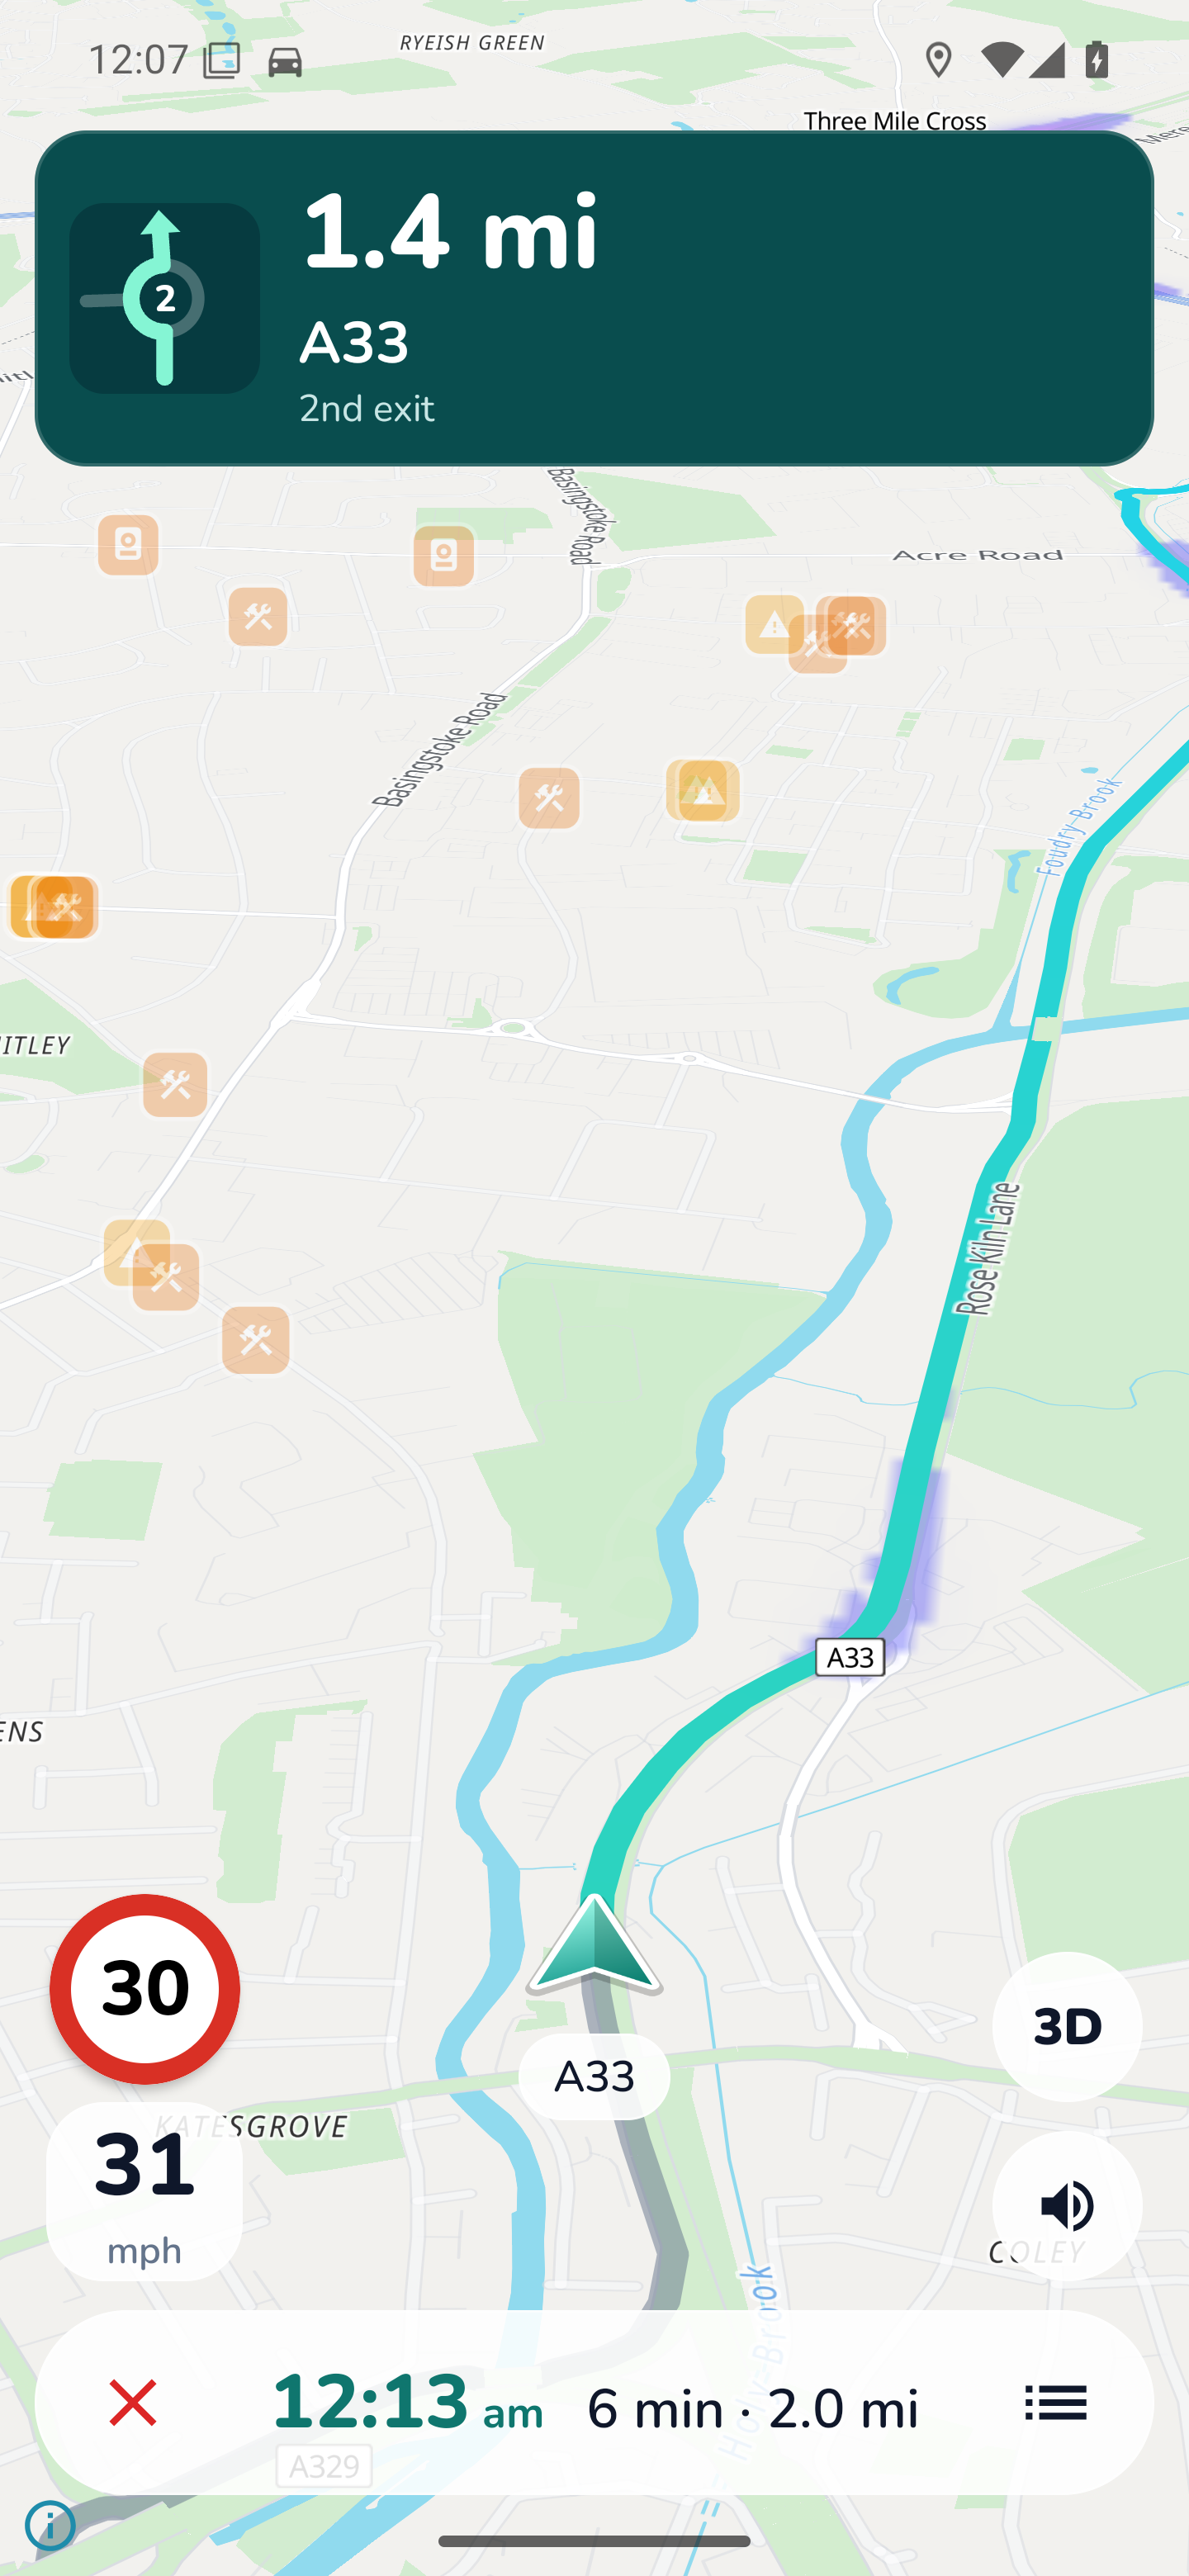 12:07
RYEISH GREEN
Three Mile Cross
1.4 mi
2
A33
2nd exit
Basingstoke Road
Acre Road
Basingstoke Road
Foudry Brook
Rose Kiln Lane
A33
ENS
30
A33
3D
KATESGROVE
31
mph
COLEY
Holy Brook
12:13 am 6 min · 2.0 mi
A329